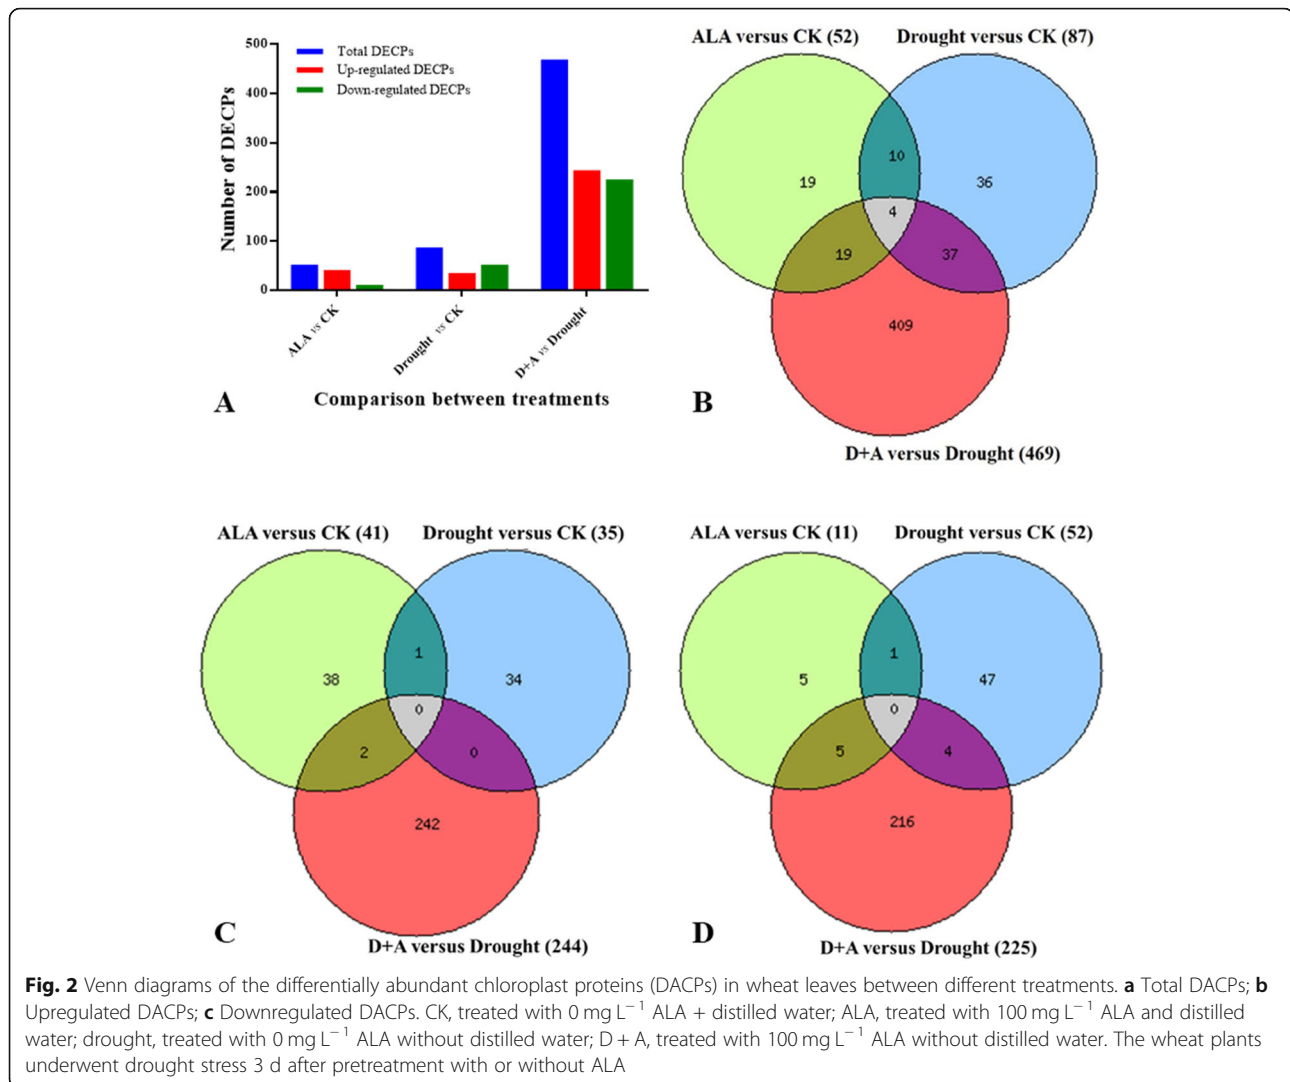 500
400
300
200
100
0
Number of DECPs
Total DECPs
Up-regulated DECPs
Down-regulated DECPs
ALA vs CK
Drought vs CK
D+A vs Drought
A
Comparison between treatments
ALA versus CK (52)
Drought versus CK (87)
10
19
36
4
19
37
409
B
D+A versus Drought (469)
ALA versus CK (41)
Drought versus CK (35)
1
38
34
0
2
0
242
C
D+A versus Drought (244)
ALA versus CK (11)
Drought versus CK (52)
1
5
47
0
5
4
216
D
D+A versus Drought (225)
Fig. 2 Venn diagrams of the differentially abundant chloroplast proteins (DACPs) in wheat leaves between different treatments. a Total DACPs; b
Upregulated DACPs; c Downregulated DACPs. CK, treated with 0 mg L⁻¹ ALA + distilled water; ALA, treated with 100 mg L⁻¹ ALA and distilled
water; drought, treated with 0 mg L⁻¹ ALA without distilled water; D + A, treated with 100 mg L⁻¹ ALA without distilled water. The wheat plants
underwent drought stress 3 d after pretreatment with or without ALA